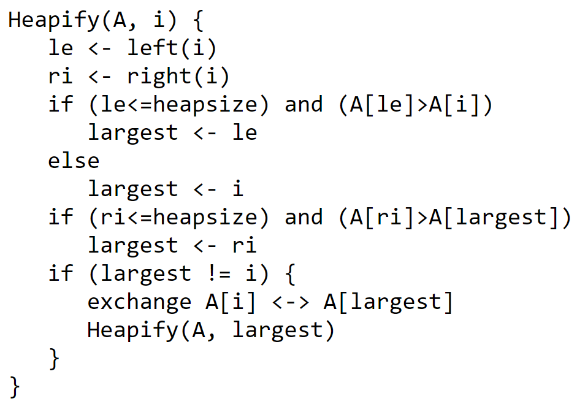 Heapify(A, i) {
   le <- left(i)
   ri <- right(i)
   if (le<=heapsize) and (A[le]>A[i])
      largest <- le
   else
      largest <- i
   if (ri<=heapsize) and (A[ri]>A[largest])
      largest <- ri
   if (largest != i) {
      exchange A[i] <-> A[largest]
      Heapify(A, largest)
   }
}